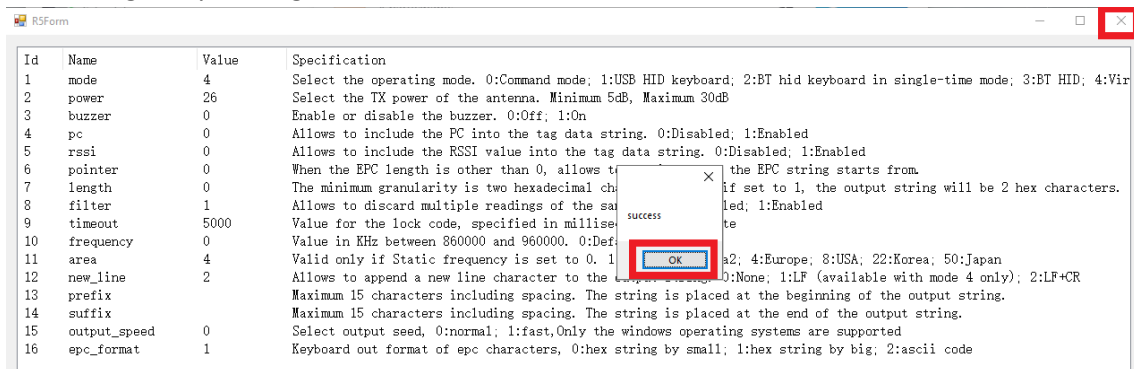 R5Form
Id Name Value Specification
1 mode 4 Select the operating mode. 0:Command mode; 1:USB HID keyboard; 2:BT hid keyboard in single-time mode; 3:BT HID; 4:Vir
2 power 26 Select the TX power of the antenna. Minimum 5dB, Maximum 30dB
3 buzzer 0 Enable or disable the buzzer. 0:Off; 1:On
4 pc 0 Allows to include the PC into the tag data string. 0:Disabled; 1:Enabled
5 rssi 0 Allows to include the RSSI value into the tag data string. 0:Disabled; 1:Enabled
6 pointer 0 When the EPC length is other than 0, allows the EPC string starts from.
7 length 0 The minimum granularity is two hexadecimal if set to 1, the output string will be 2 hex characters.
8 filter 1 Allows to discard multiple readings of the 1:Enabled
9 timeout 5000 Value for the lock code, specified in
10 frequency 0 Value in KHz between 860000 and 960000.
11 area 4 Valid only if Static frequency is set to 0. 4:Europe; 8:USA; 22:Korea; 50:Japan
12 new_line 2 Allows to append a new line character to the 0:None; 1:LF (available with mode 4 only); 2:LF+CR
13 prefix Maximum 15 characters including spacing. The string is placed at the beginning of the output string.
14 suffix Maximum 15 characters including spacing. The string is placed at the end of the output string.
15 output_speed 0 Select output seed, 0:normal; 1:fast,Only the windows operating systems are supported
16 epc_format 1 Keyboard out format of epc characters, 0:hex string by small; 1:hex string by big; 2:ascii code
success
OK